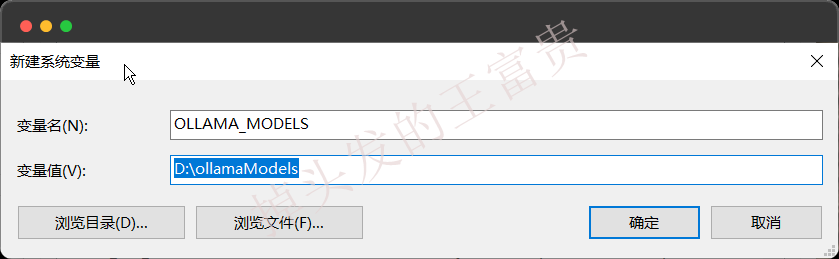 新建系统变量
变量名(N):
OLLAMA_MODELS
变量值(V):
D:\ollamaModels
浏览目录(D)...
浏览文件(F)...
确定
取消
掉头发的王富贵